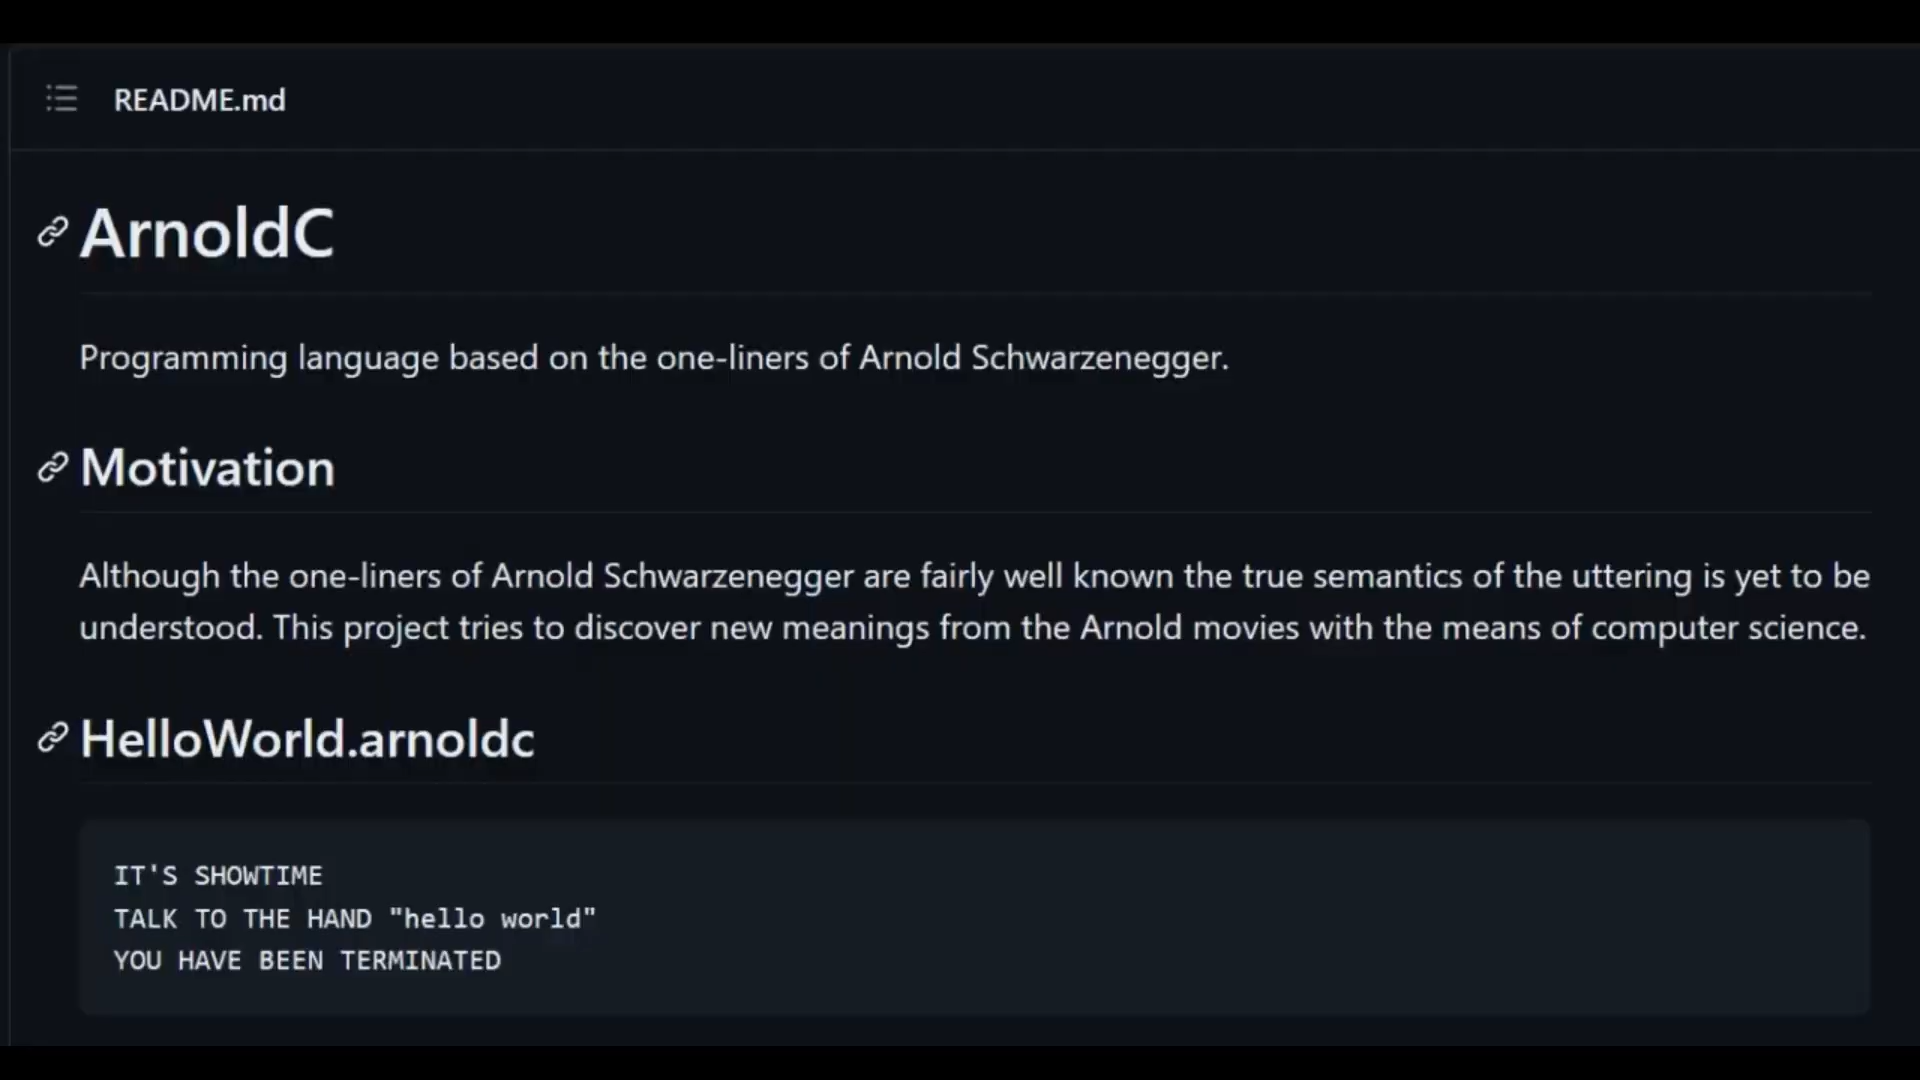 README.md
ArnoldC
Programming language based on the one-liners of Arnold Schwarzenegger.
Motivation
Although the one-liners of Arnold Schwarzenegger are fairly well known the true semantics of the uttering is yet to be
understood. This project tries to discover new meanings from the Arnold movies with the means of computer science.
HelloWorld.arnoldc
IT'S SHOWTIME
TALK TO THE HAND "hello world"
YOU HAVE BEEN TERMINATED